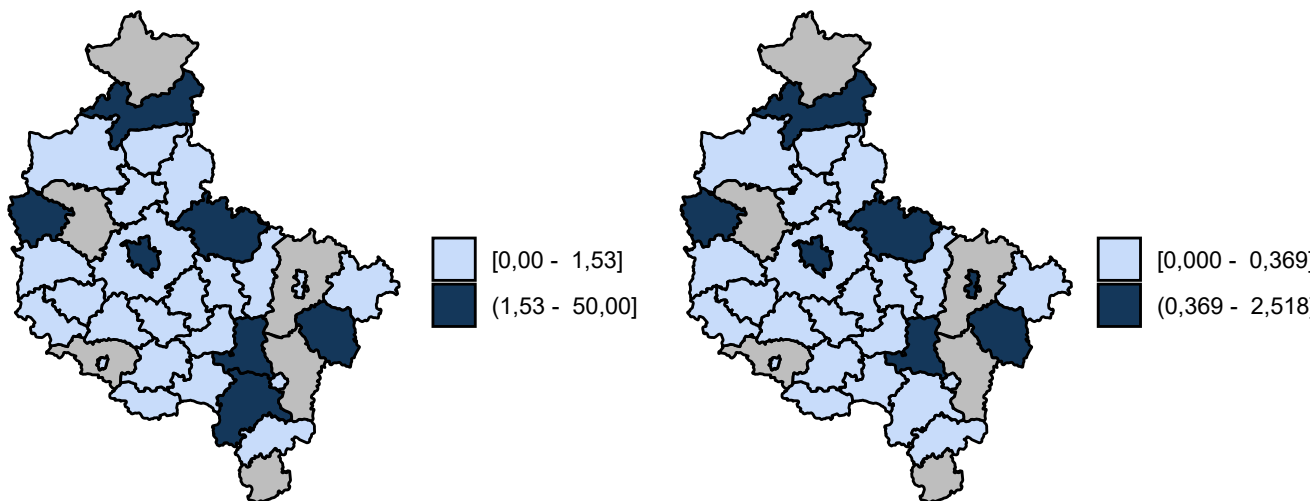 [0,00 - 1,53]
(1,53 - 50,00]
[0,000 - 0,369]
(0,369 - 2,518]